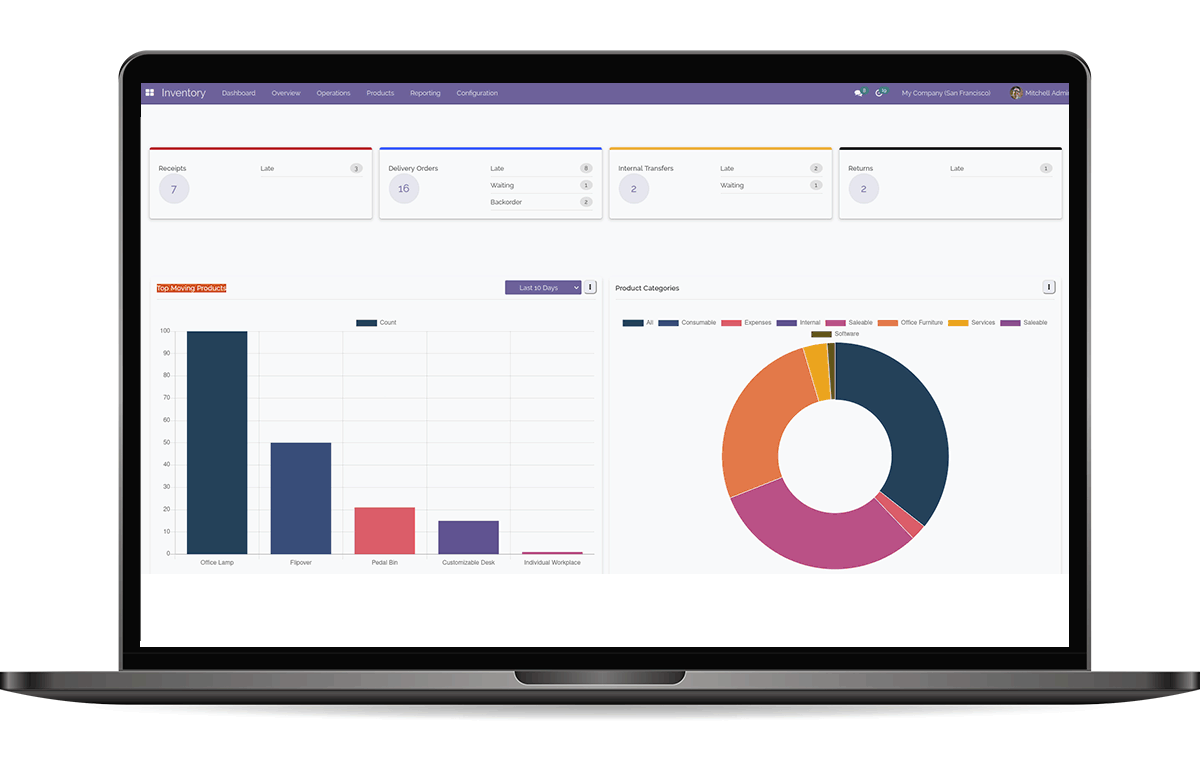 Inventory Dashboard Overview Operations Products Reporting Configuration My Company (San Francisco) Mitchell Admi
Receipts Late 3
7
Delivery Orders Late 8
16 Waiting 1
Backorder 2
Internal Transfers Late 2
2 Waiting 1
Returns Late 1
2
Top Moving Products Last 10 Days
Count
100
90
80
70
60
50
40
30
20
10
0
Office Lamp Flipover Pedal Bin Customizable Desk Individual Workplace
Product Categories
All Consumable Expenses Internal Saleable Office Furniture Services Saleable
Software